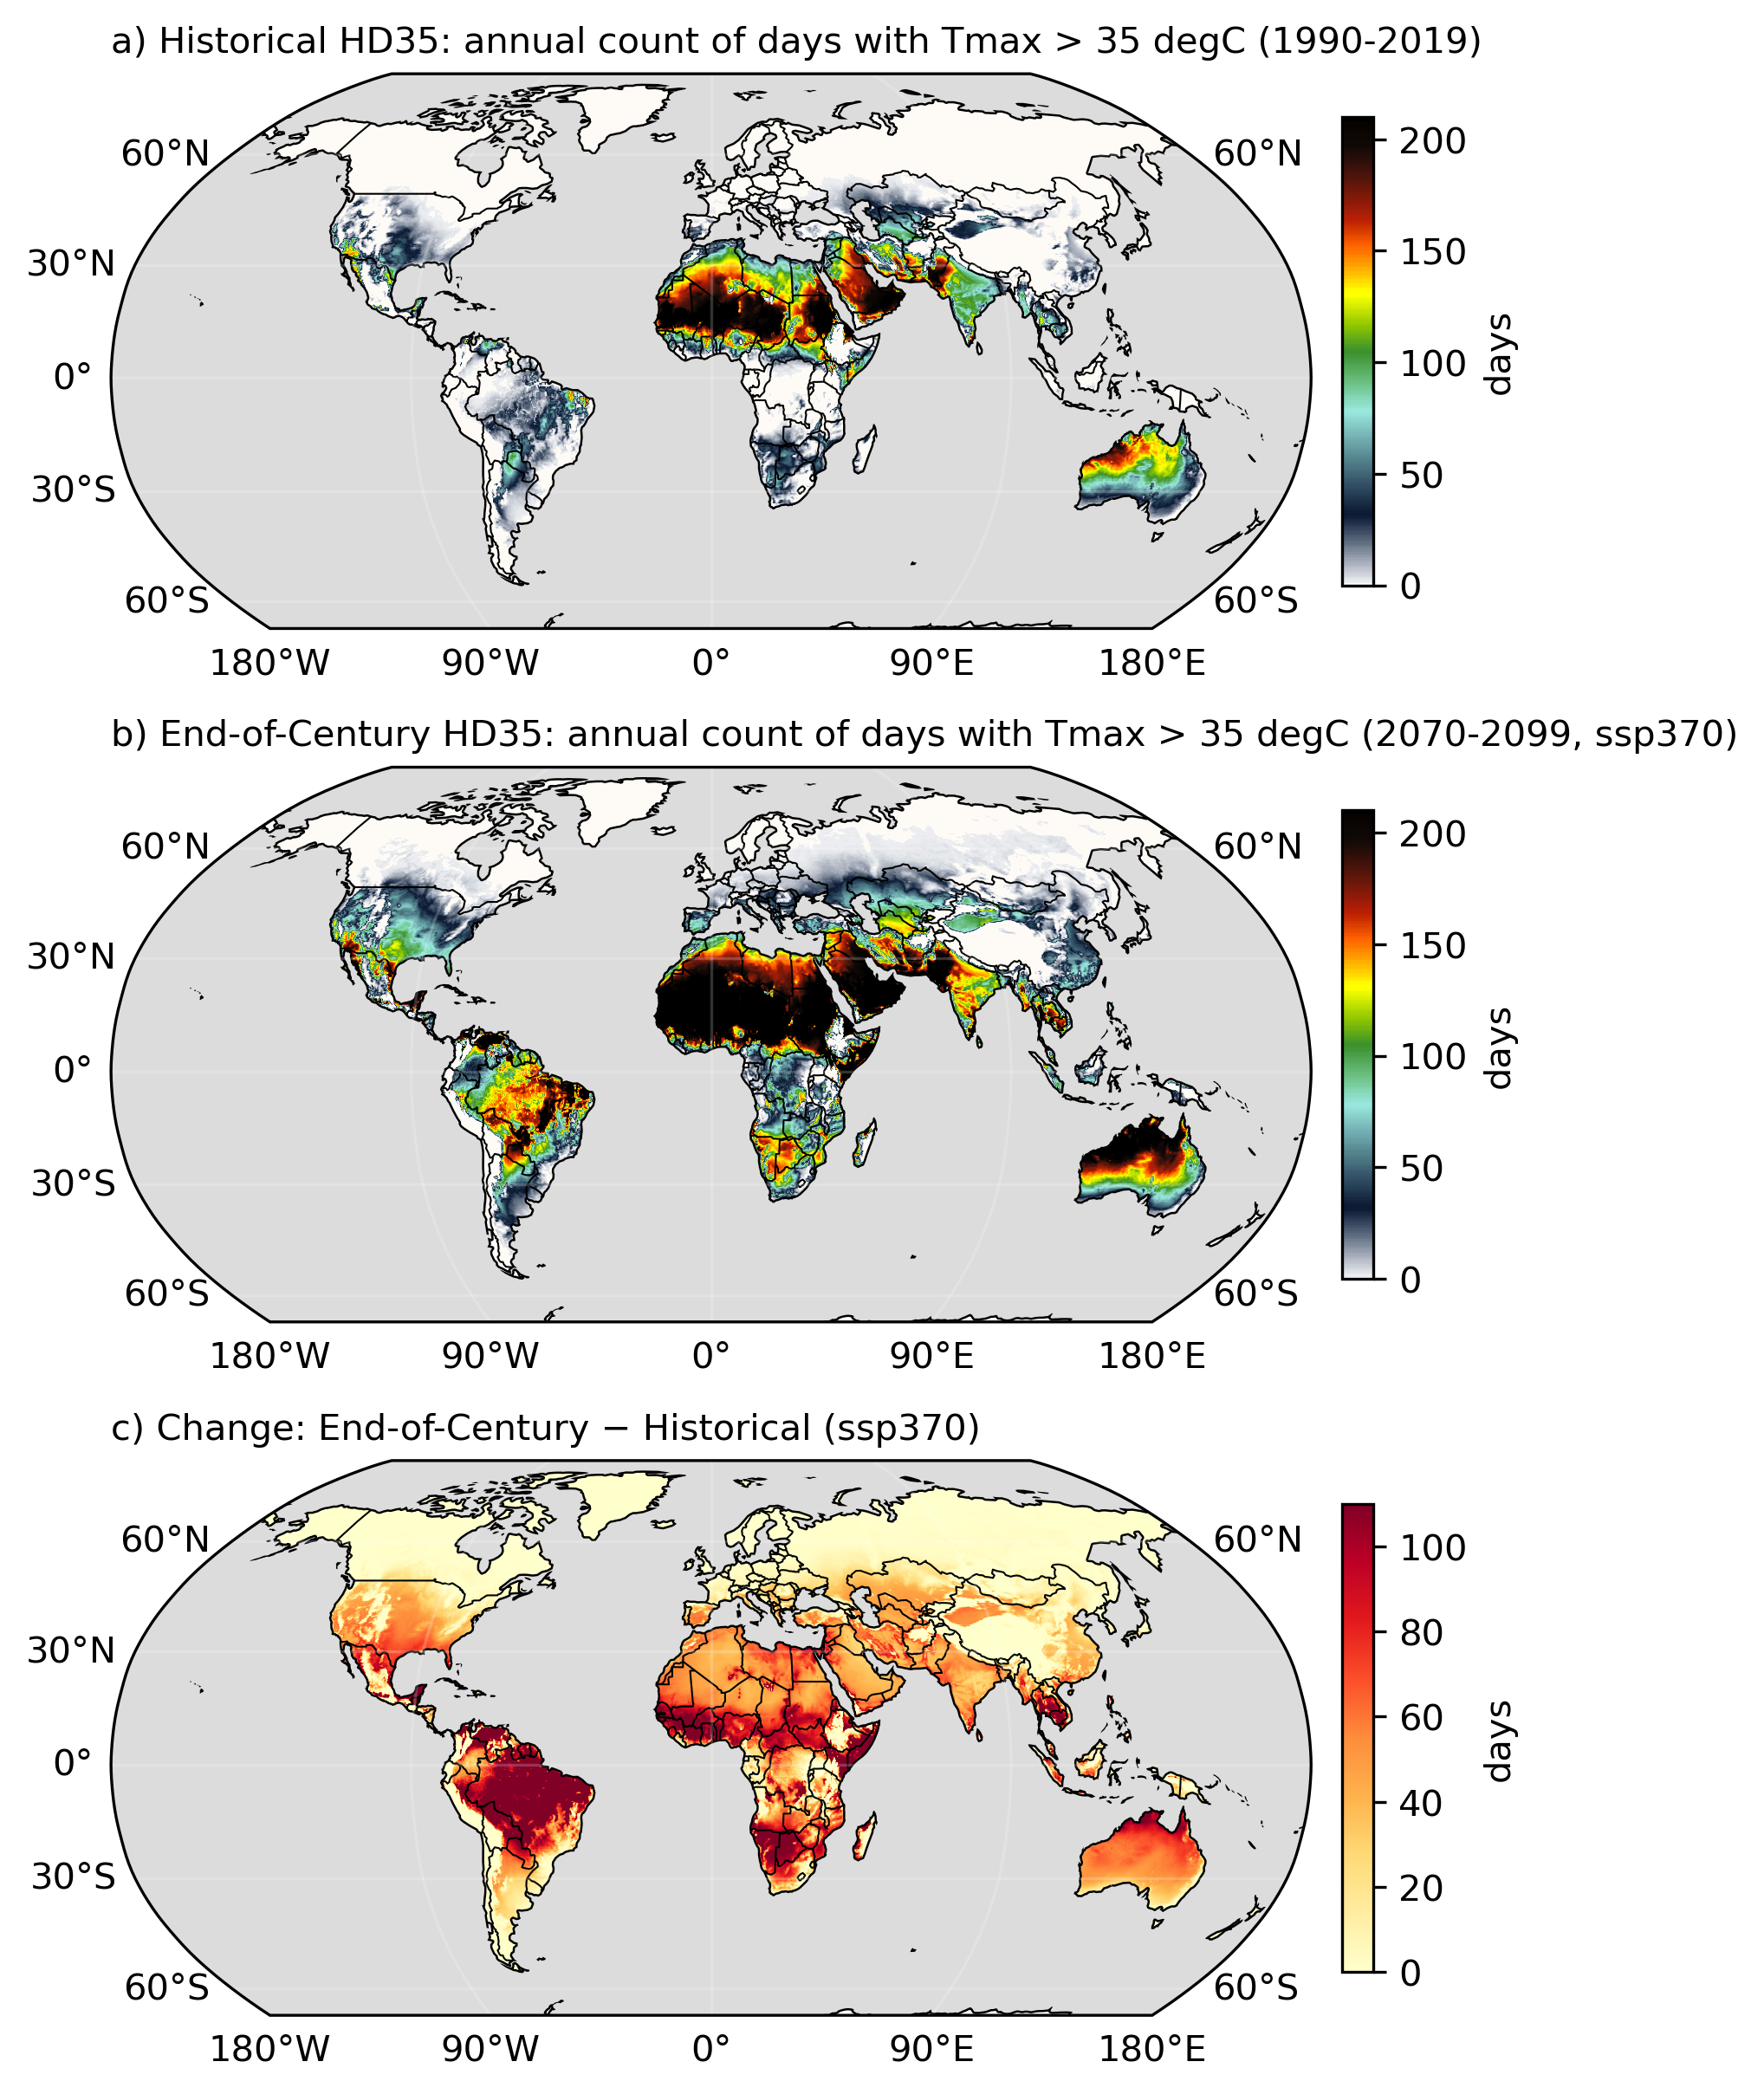 a) Historical HD35: annual count of days with Tmax > 35 degC (1990-2019)
60°N 60°N
30°N
0°
30°S
60°S 60°S
180°W 90°W 0° 90°E 180°E
200
150
100
50
0
days
b) End-of-Century HD35: annual count of days with Tmax > 35 degC (2070-2099, ssp370)
60°N 60°N
30°N
0°
30°S
60°S 60°S
180°W 90°W 0° 90°E 180°E
200
150
100
50
0
days
c) Change: End-of-Century − Historical (ssp370)
60°N 60°N
30°N
0°
30°S
60°S 60°S
180°W 90°W 0° 90°E 180°E
100
80
60
40
20
0
days